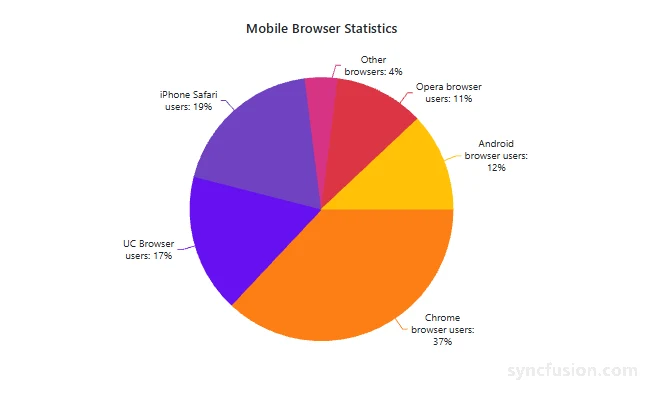 Mobile Browser Statistics
Other
browsers: 4%
Opera browser
users: 11%
iPhone Safari
users: 19%
Android
browser users:
12%
UC Browser
users: 17%
Chrome
browser users:
37%
syncfusion.com